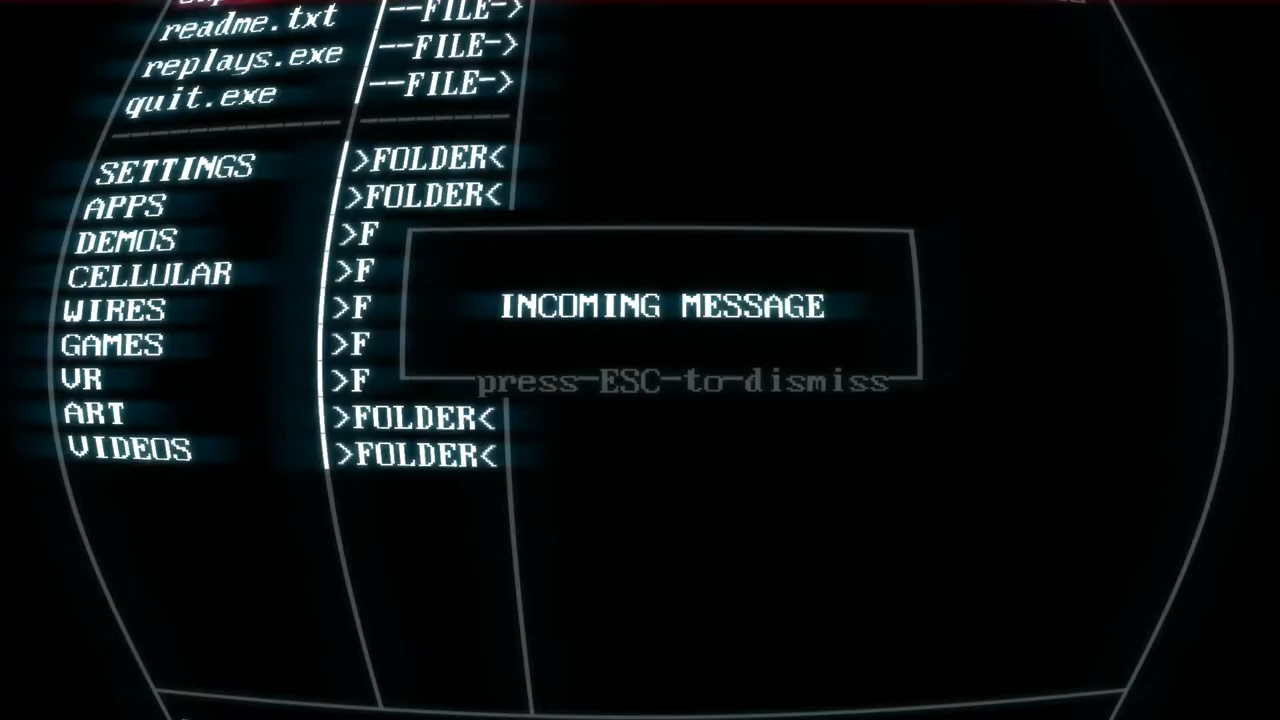 --FILE->
readme.txt --FILE->
replays.exe --FILE->
quit.exe
SETTINGS >FOLDER<
APPS >FOLDER<
DEMOS >F
CELLULAR >F
WIRES >F
GAMES >F
VR >F
ART >FOLDER<
VIDEOS >FOLDER<
INCOMING MESSAGE
press ESC to dismiss